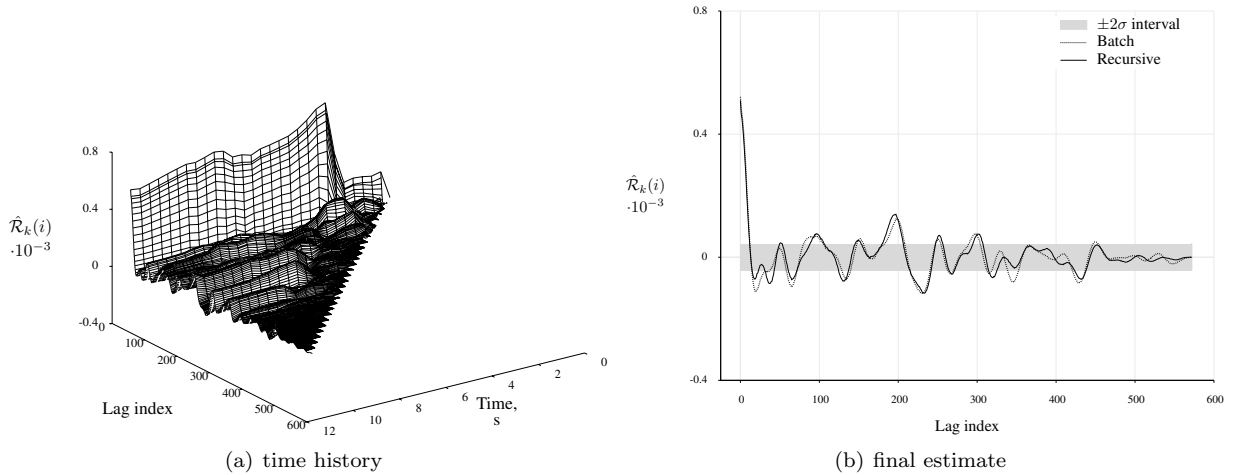 0.8
0.4
0
-0.4
R̂k(i)
·10−3
0
100
200
300
400
500
600
Lag index
12
10
8
6
4
2
0
Time,
s
(a) time history
0.8
0.4
0
-0.4
R̂k(i)
·10−3
±2σ interval
Batch
Recursive
0 100 200 300 400 500 600
Lag index
(b) final estimate